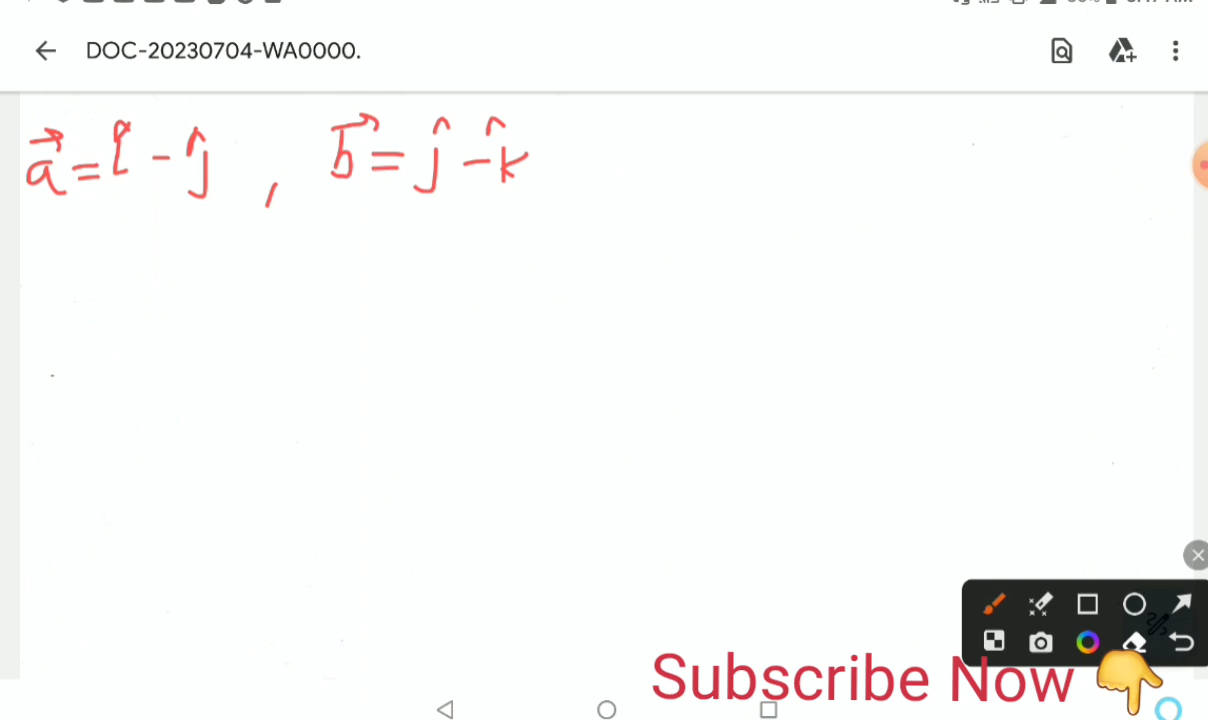 DOC-20230704-WA0000.
a⃗ = î - ĵ , b⃗ = ĵ - k̂
Subscribe Now